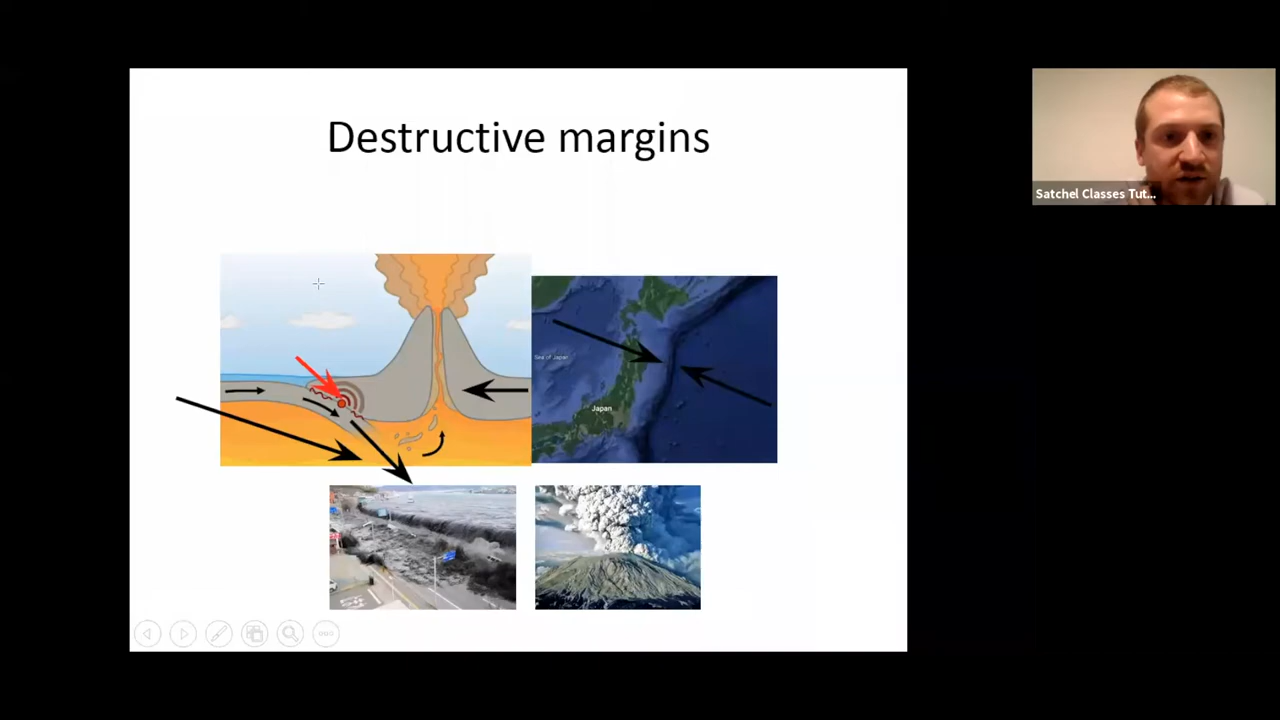 Destructive margins
Satchel Classes Tut...
Sea of Japan
Japan